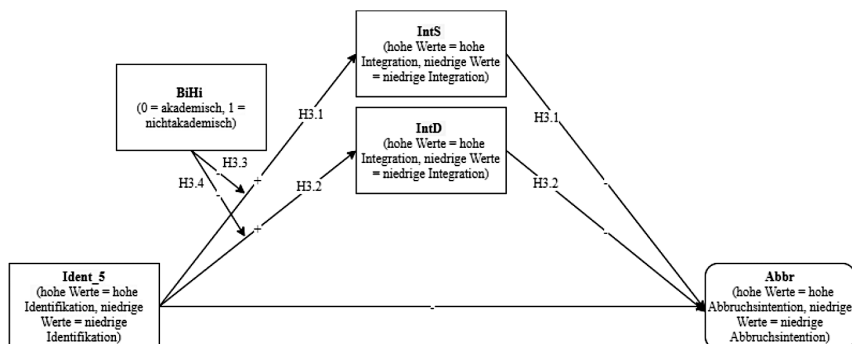 IntS
(hohe Werte = hohe
Integration, niedrige Werte
= niedrige Integration)
BiHi
(0 = akademisch, 1 =
nichtakademisch)
H3.1
H3.1
IntD
(hohe Werte = hohe
Integration, niedrige Werte
= niedrige Integration)
H3.3
-
H3.4
-
+
H3.2
H3.2
-
+
-
Ident_5
(hohe Werte = hohe
Identifikation, niedrige
Werte = niedrige
Identifikation)
-
Abbr
(hohe Werte = hohe
Abbruchsintention, niedrige
Werte = niedrige
Abbruchsintention)